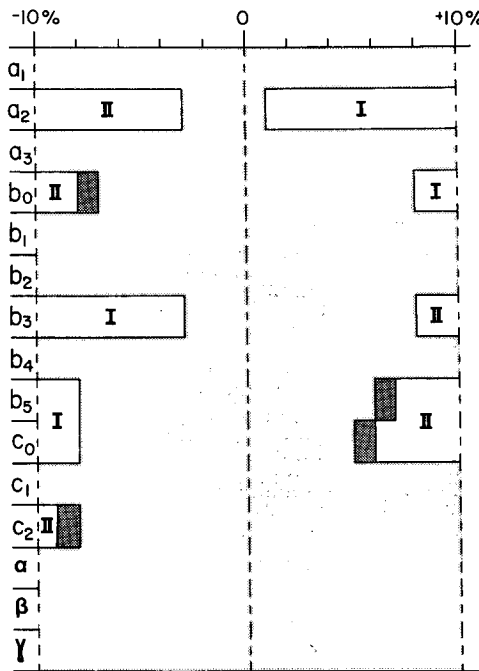 -10% 0 +10%
a₁
a₂ II I
a₃
b₀ II I
b₁
b₂
b₃ I II
b₄
b₅ I II
c₀
c₁
c₂ II
α
β
γ